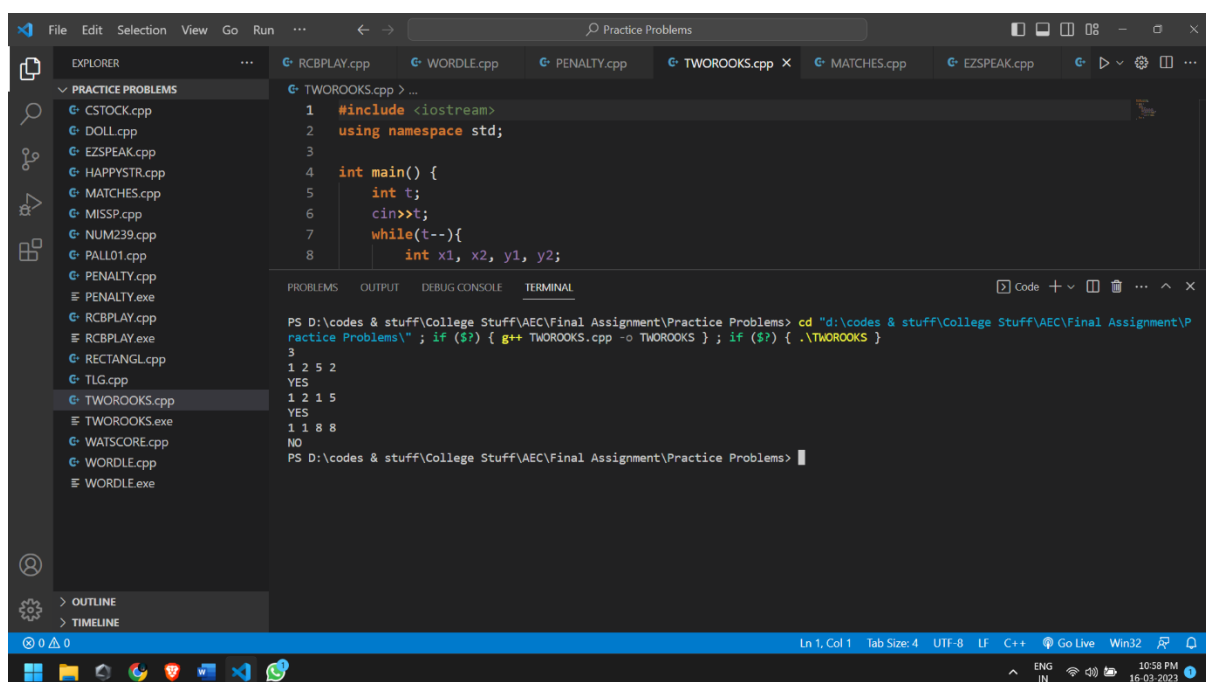 File Edit Selection View Go Run ··· Practice Problems
EXPLORER ···
PRACTICE PROBLEMS
CSTOCK.cpp
DOLL.cpp
EZSPEAK.cpp
HAPPYSTR.cpp
MATCHES.cpp
MISSP.cpp
NUM239.cpp
PALL01.cpp
PENALTY.cpp
PENALTY.exe
RCBPLAY.cpp
RCBPLAY.exe
RECTANGL.cpp
TLG.cpp
TWOROOKS.cpp
TWOROOKS.exe
WATSCORE.cpp
WORDLE.cpp
WORDLE.exe
OUTLINE
TIMELINE
RCBPLAY.cpp WORDLE.cpp PENALTY.cpp TWOROOKS.cpp MATCHES.cpp EZSPEAK.cpp
TWOROOKS.cpp > ...
1 #include <iostream>
2 using namespace std;
3
4 int main() {
5 int t;
6 cin>>t;
7 while(t--){
8 int x1, x2, y1, y2;
PROBLEMS OUTPUT DEBUG CONSOLE TERMINAL Code
PS D:\codes & stuff\College Stuff\AEC\Final Assignment\Practice Problems> cd "d:\codes & stuff\College Stuff\AEC\Final Assignment\P
ractice Problems\" ; if ($?) { g++ TWOROOKS.cpp -o TWOROOKS } ; if ($?) { .\TWOROOKS }
3
1 2 5 2
YES
1 2 1 5
YES
1 1 8 8
NO
PS D:\codes & stuff\College Stuff\AEC\Final Assignment\Practice Problems>
0 0 Ln 1, Col 1 Tab Size: 4 UTF-8 LF C++ Go Live Win32
ENG
IN
10:58 PM
16-03-2023
1